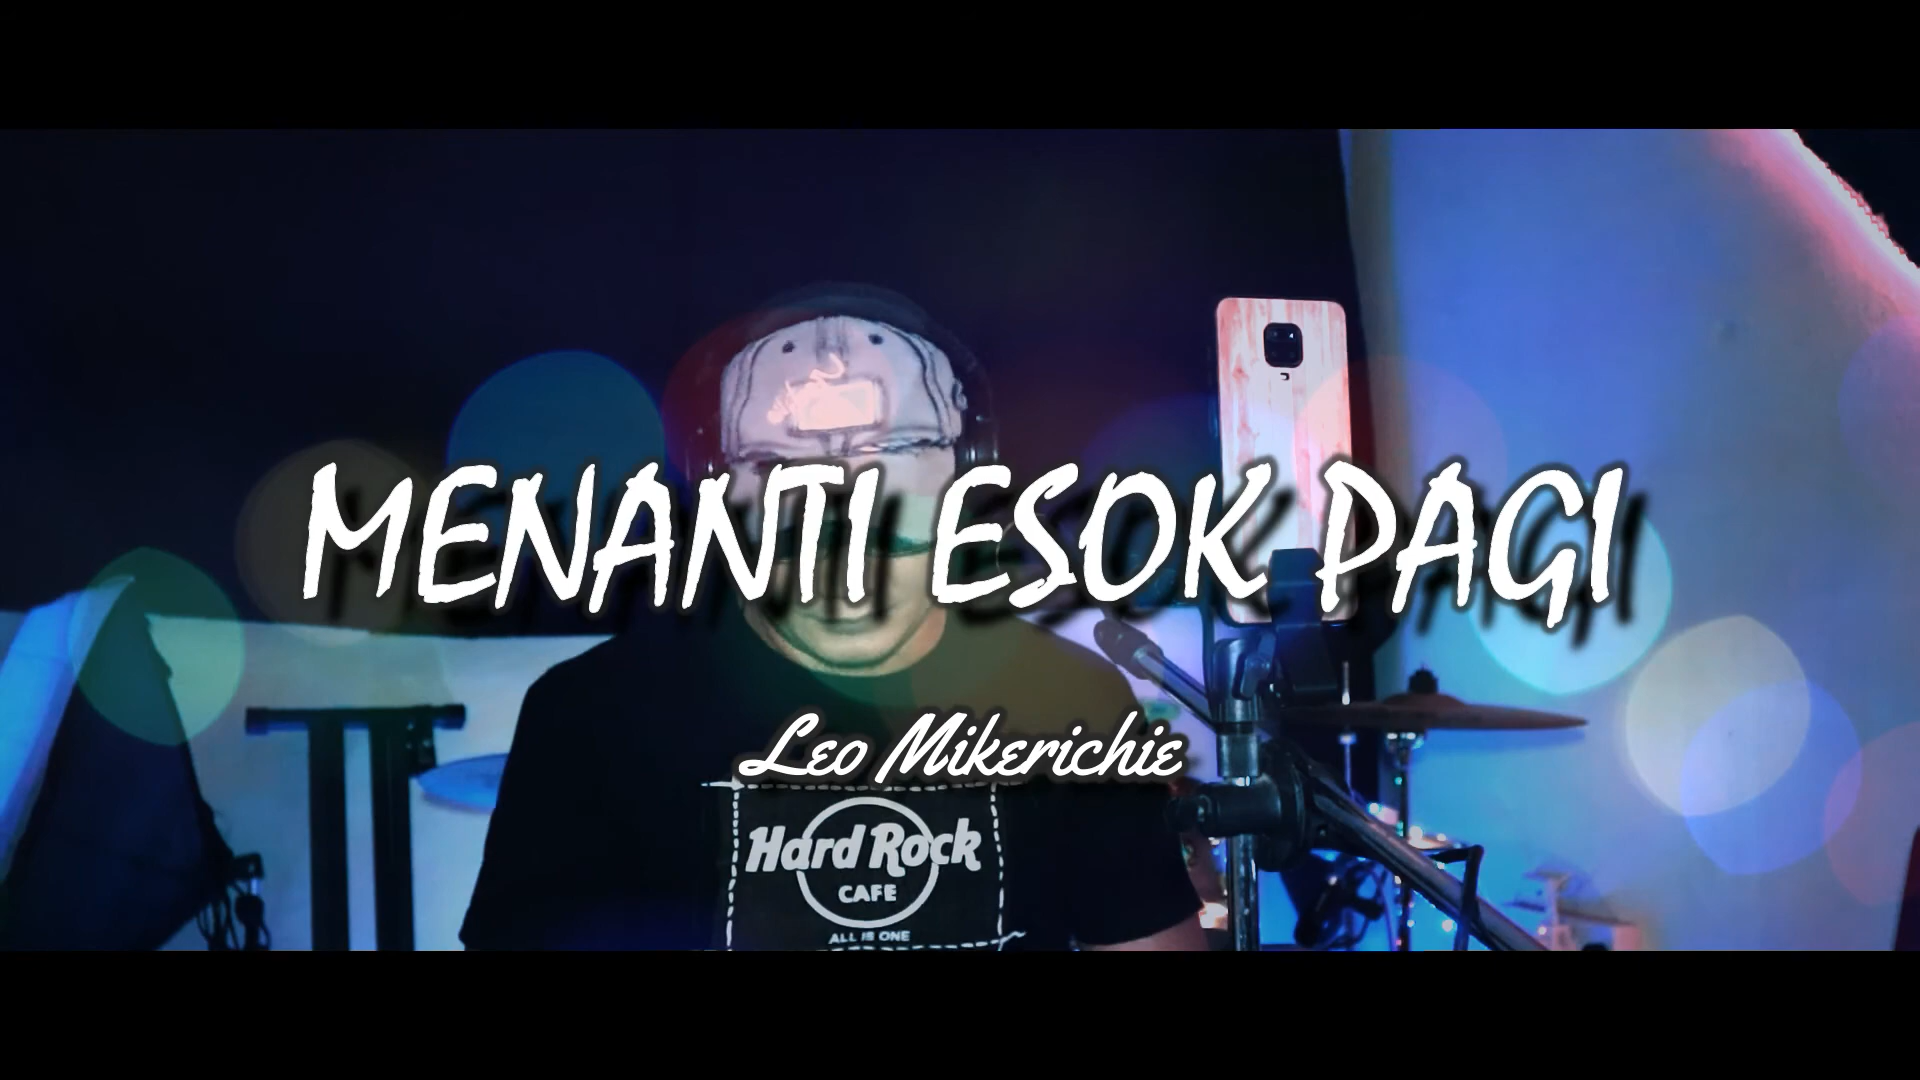 MENANTI ESOK PAGI
Leo Mikerichie
Hard Rock
CAFE
ALL IS ONE